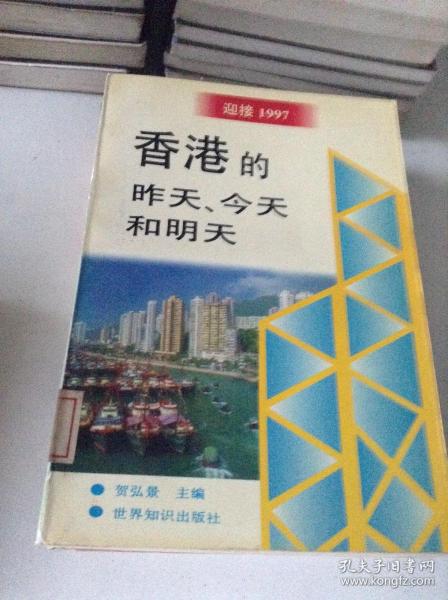 迎接 1997
香港的
昨天、今天
和明天
贺弘景 主编
世界知识出版社
孔夫子旧书网
www.kongfz.com